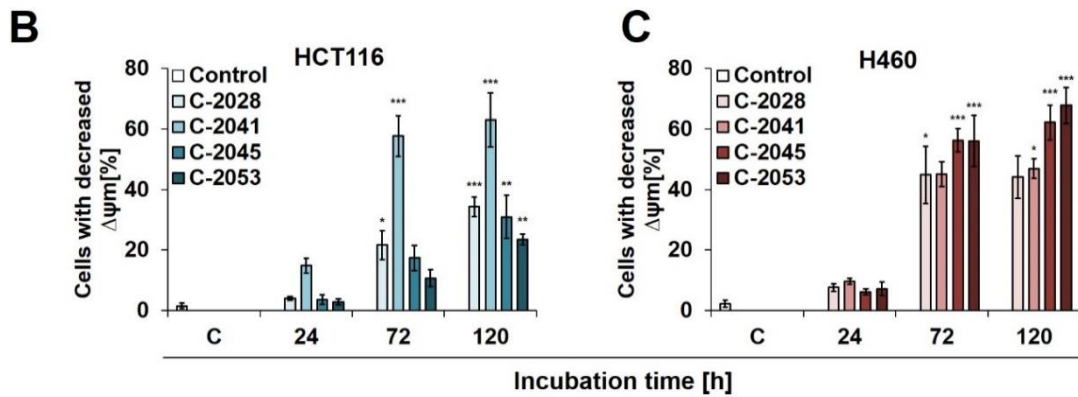 B
HCT116
Cells with decreased
Δψm[%]
80
60
40
20
0
Control
C-2028
C-2041
C-2045
C-2053
*
***
***
***
**
**
C 24 72 120
C
H460
Cells with decreased
Δψm[%]
80
60
40
20
0
Control
C-2028
C-2041
C-2045
C-2053
*
***
***
*
***
***
C 24 72 120
Incubation time [h]